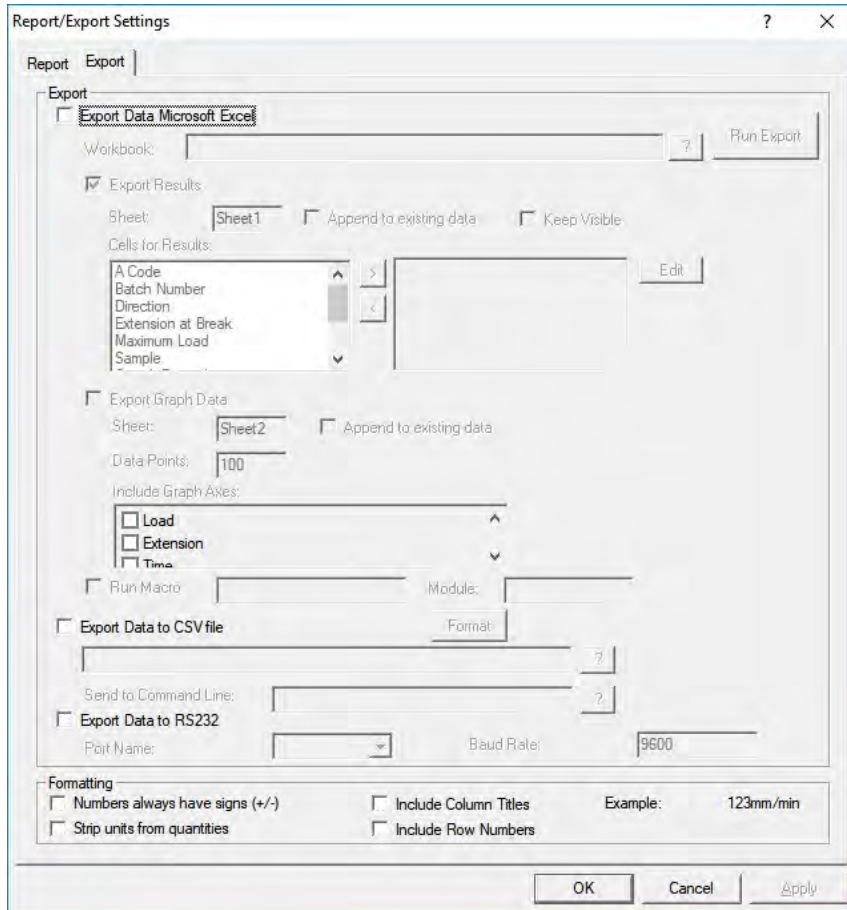 Report/Export Settings ? ×
Report Export
Export
Export Data Microsoft Excel
Workbook: ? Run Export
Export Results
Sheet: Sheet1 Append to existing data Keep Visible
Cells for Results:
A Code > Edit
Batch Number
Direction <
Extension at Break
Maximum Load
Sample
Export Graph Data
Sheet: Sheet2 Append to existing data
Data Points: 100
Include Graph Axes:
Load
Extension
Time
Run Macro Module:
Export Data to CSV file Format
?
Send to Command Line: ?
Export Data to RS232
Port Name: Baud Rate: 9600
Formatting
Numbers always have signs (+/-) Include Column Titles Example: 123mm/min
Strip units from quantities Include Row Numbers
OK Cancel Apply